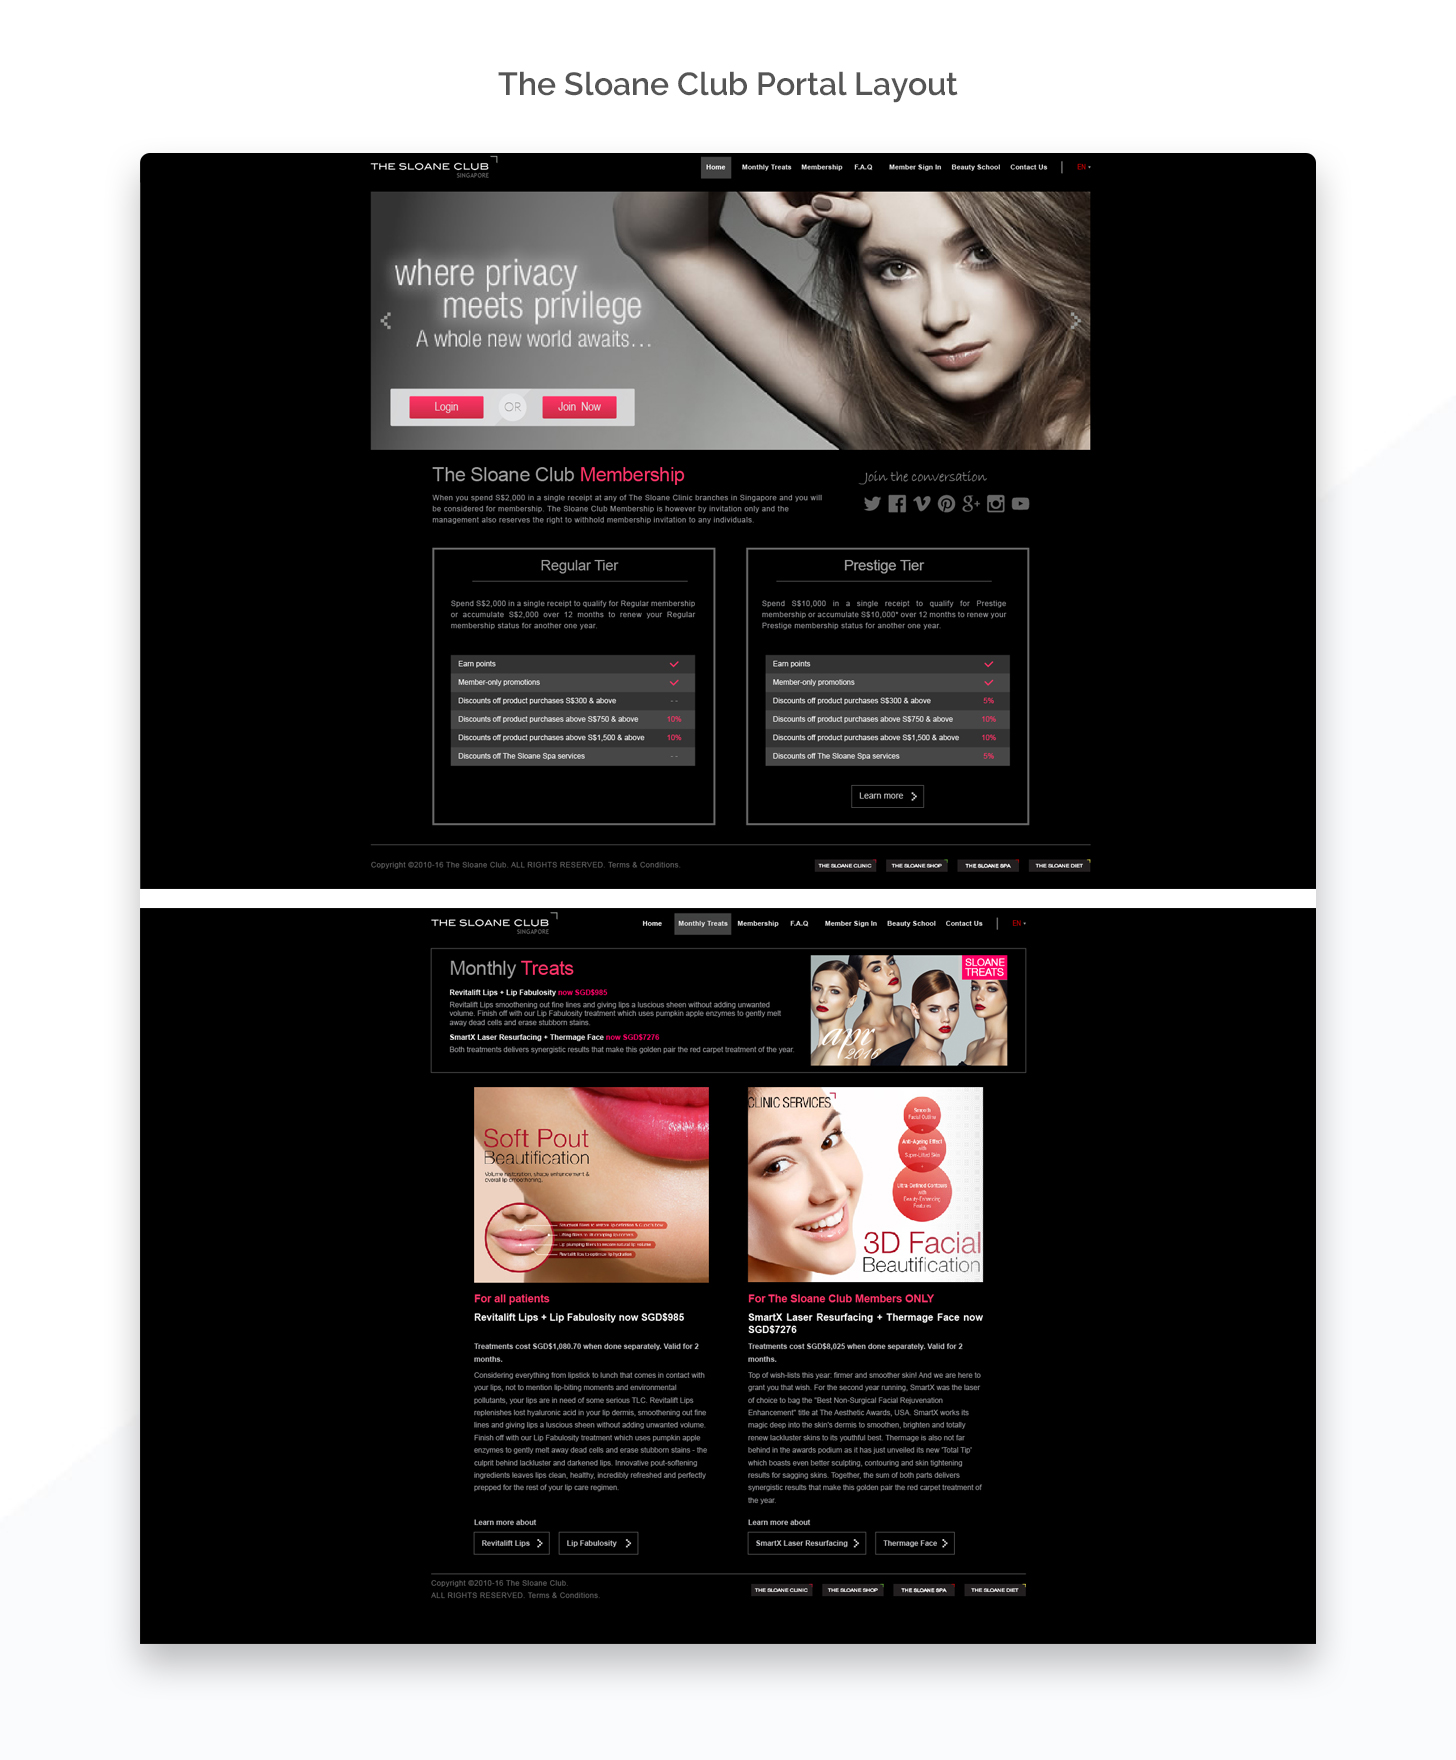 The Sloane Club Portal Layout
THE SLOANE CLUB
SINGAPORE
Home Monthly Treats Membership F.A.Q Member Sign In Beauty School Contact Us EN
where privacy
meets privilege
A whole new world awaits...
Login OR Join Now
The Sloane Club Membership
When you spend S$2,000 in a single receipt at any of The Sloane Clinic branches in Singapore and you will
be considered for membership. The Sloane Club Membership is however by invitation only and the
management also reserves the right to withhold membership invitation to any individuals.
Join the conversation
Regular Tier
Spend S$2,000 in a single receipt to qualify for Regular membership
or accumulate S$2,000 over 12 months to renew your Regular
membership status for another one year.
Earn points
Member-only promotions
Discounts off product purchases S$300 & above - -
Discounts off product purchases above S$750 & above 10%
Discounts off product purchases above S$1,500 & above 10%
Discounts off The Sloane Spa services - -
Prestige Tier
Spend S$10,000 in a single receipt to qualify for Prestige
membership or accumulate S$10,000* over 12 months to renew your
Prestige membership status for another one year.
Earn points
Member-only promotions
Discounts off product purchases S$300 & above 5%
Discounts off product purchases above S$750 & above 10%
Discounts off product purchases above S$1,500 & above 10%
Discounts off The Sloane Spa services 5%
Learn more
Copyright ©2010-16 The Sloane Club. ALL RIGHTS RESERVED. Terms & Conditions.
THE SLOANE CLINIC THE SLOANE SHOP THE SLOANE SPA THE SLOANE DIET
THE SLOANE CLUB
SINGAPORE
Home Monthly Treats Membership F.A.Q Member Sign In Beauty School Contact Us EN
Monthly Treats
Revitalift Lips + Lip Fabulosity now SGD$985
Revitalift Lips smoothening out fine lines and giving lips a luscious sheen without adding unwanted
volume. Finish off with our Lip Fabulosity treatment which uses pumpkin apple enzymes to gently melt
away dead cells and erase stubborn stains.
SmartX Laser Resurfacing + Thermage Face now SGD$7276
Both treatments delivers synergistic results that make this golden pair the red carpet treatment of the year.
SLOANE
TREATS
apr
2016
Soft Pout
Beautification
Volume restoration, shape enhancement &
overall lip smoothening.
CLINIC SERVICES
Smooth
Facial Outline
Anti-Ageing Effect
with
Super-Lifted Skin
Ultra Defined Contours
with
Beauty-Enhancing
Features
3D Facial
Beautification
For all patients
Revitalift Lips + Lip Fabulosity now SGD$985
Treatments cost SGD$1,080.70 when done separately. Valid for 2
months.
Considering everything from lipstick to lunch that comes in contact with
your lips, not to mention lip-biting moments and environmental
pollutants, your lips are in need of some serious TLC. Revitalift Lips
replenishes lost hyaluronic acid in your lip dermis, smoothening out fine
lines and giving lips a luscious sheen without adding unwanted volume.
Finish off with our Lip Fabulosity treatment which uses pumpkin apple
enzymes to gently melt away dead cells and erase stubborn stains - the
culprit behind lackluster and darkened lips. Innovative pout-softening
ingredients leaves lips clean, healthy, incredibly refreshed and perfectly
prepped for the rest of your lip care regimen.
Learn more about
Revitalift Lips Lip Fabulosity
For The Sloane Club Members ONLY
SmartX Laser Resurfacing + Thermage Face now
SGD$7276
Treatments cost SGD$8,025 when done separately. Valid for 2
months.
Top of wish-lists this year: firmer and smoother skin! And we are here to
grant you that wish. For the second year running, SmartX was the laser
of choice to bag the "Best Non-Surgical Facial Rejuvenation
Enhancement" title at The Aesthetic Awards, USA. SmartX works its
magic deep into the skin's dermis to smoothen, brighten and totally
renew lackluster skins to its youthful best. Thermage is also not far
behind in the awards podium as it has just unveiled its new 'Total Tip'
which boasts even better sculpting, contouring and skin tightening
results for sagging skins. Together, the sum of both parts delivers
synergistic results that make this golden pair the red carpet treatment of
the year.
Learn more about
SmartX Laser Resurfacing Thermage Face
Copyright ©2010-16 The Sloane Club.
ALL RIGHTS RESERVED. Terms & Conditions.
THE SLOANE CLINIC THE SLOANE SHOP THE SLOANE SPA THE SLOANE DIET